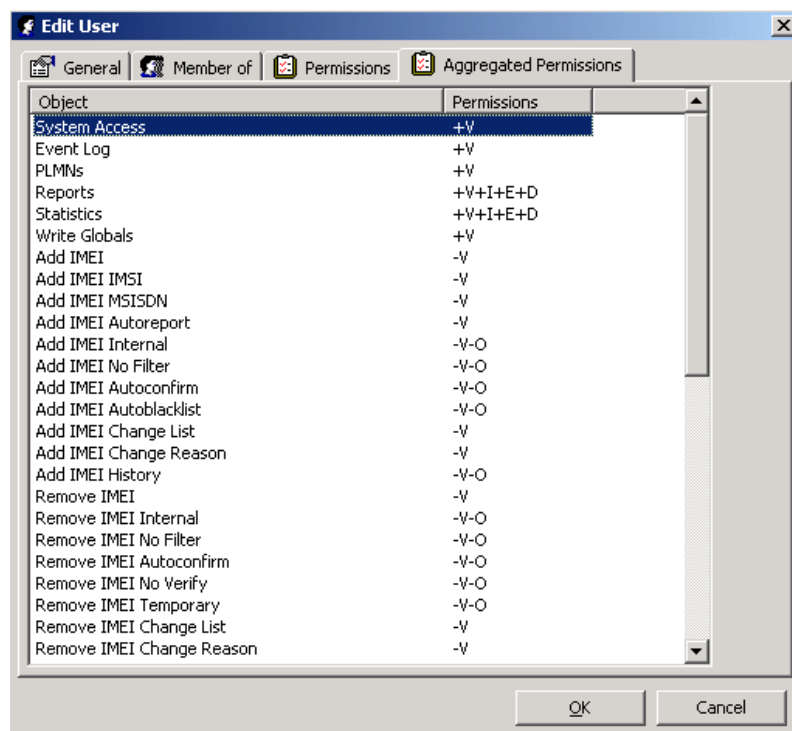 Edit User
General Member of Permissions Aggregated Permissions
Object Permissions
System Access +V
Event Log +V
PLMNs +V
Reports +V+I+E+D
Statistics +V+I+E+D
Write Globals +V
Add IMEI -V
Add IMEI IMSI -V
Add IMEI MSISDN -V
Add IMEI Autoreport -V
Add IMEI Internal -V-O
Add IMEI No Filter -V-O
Add IMEI Autoconfirm -V-O
Add IMEI Autoblacklist -V-O
Add IMEI Change List -V
Add IMEI Change Reason -V
Add IMEI History -V-O
Remove IMEI -V
Remove IMEI Internal -V-O
Remove IMEI No Filter -V-O
Remove IMEI Autoconfirm -V-O
Remove IMEI No Verify -V-O
Remove IMEI Temporary -V-O
Remove IMEI Change List -V
Remove IMEI Change Reason -V
OK Cancel